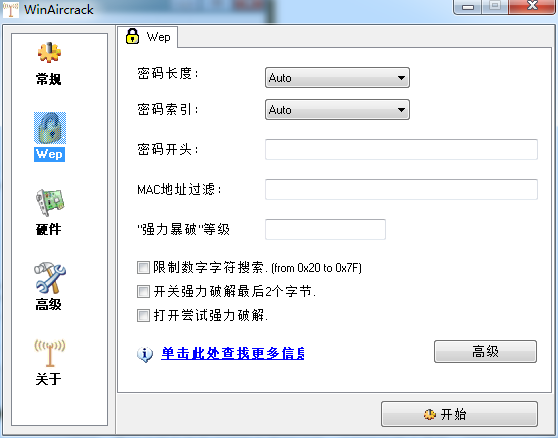 WinAircrack
常规
Wep
硬件
高级
关于
Wep
密码长度： Auto
密码索引： Auto
密码开头：
MAC地址过滤：
"强力暴破"等级
限制数字字符搜索. (from 0x20 to 0x7F)
开关强力破解最后2个字节.
打开尝试强力破解.
单击此处查找更多信息
高级
开始